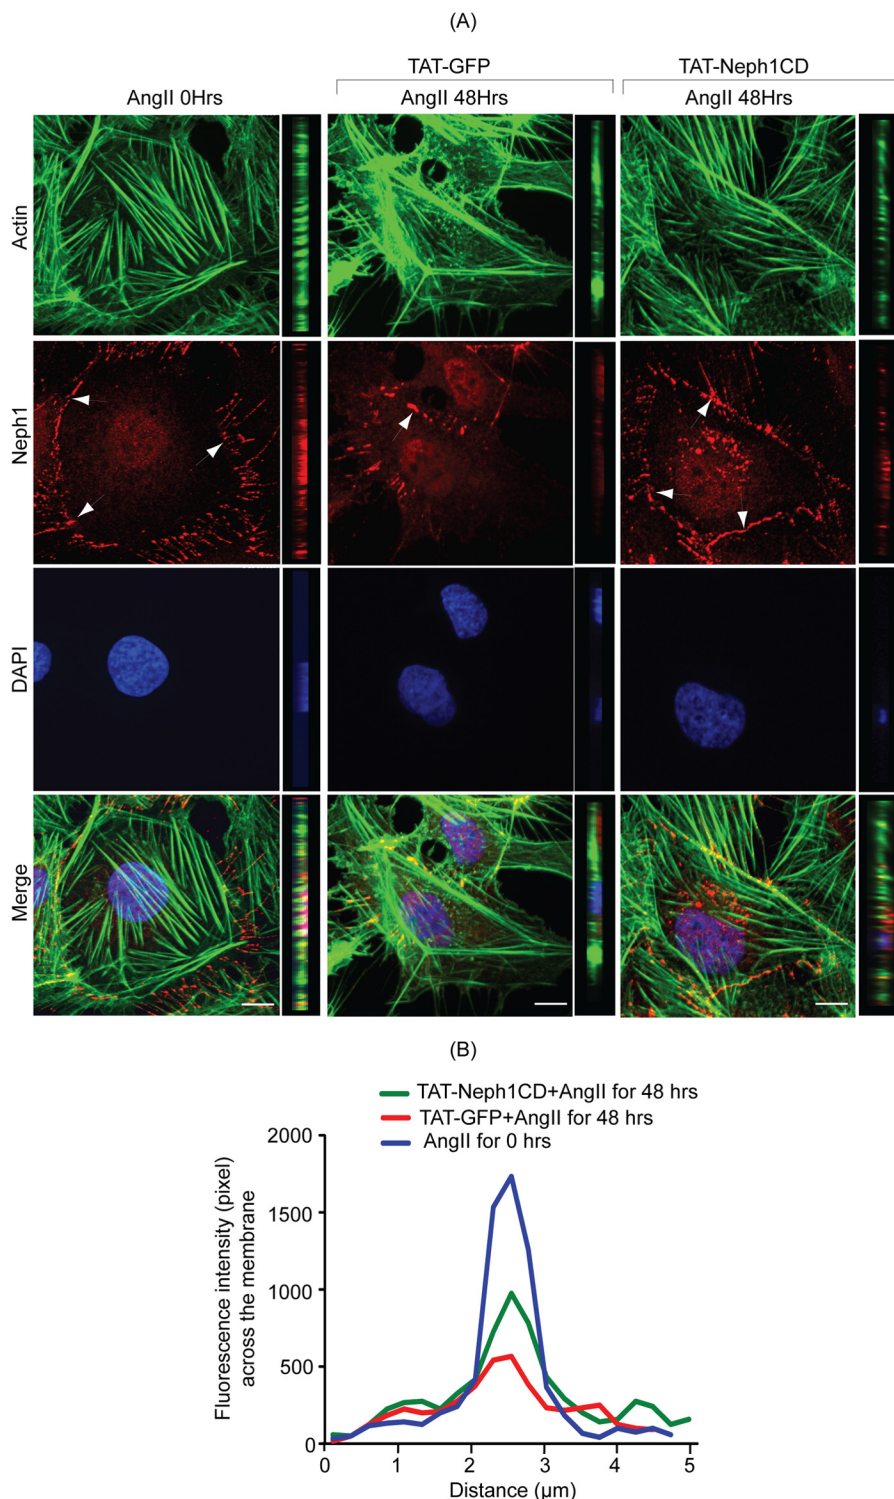 (A)
TAT-GFP
TAT-Neph1CD
AngII 0Hrs
AngII 48Hrs
AngII 48Hrs
Actin
Neph1
DAPI
Merge
(B)
TAT-Neph1CD+AngII for 48 hrs
TAT-GFP+AngII for 48 hrs
AngII for 0 hrs
Fluorescence intensity (pixel)
across the membrane
2000
1500
1000
500
0
0 1 2 3 4 5
Distance (µm)